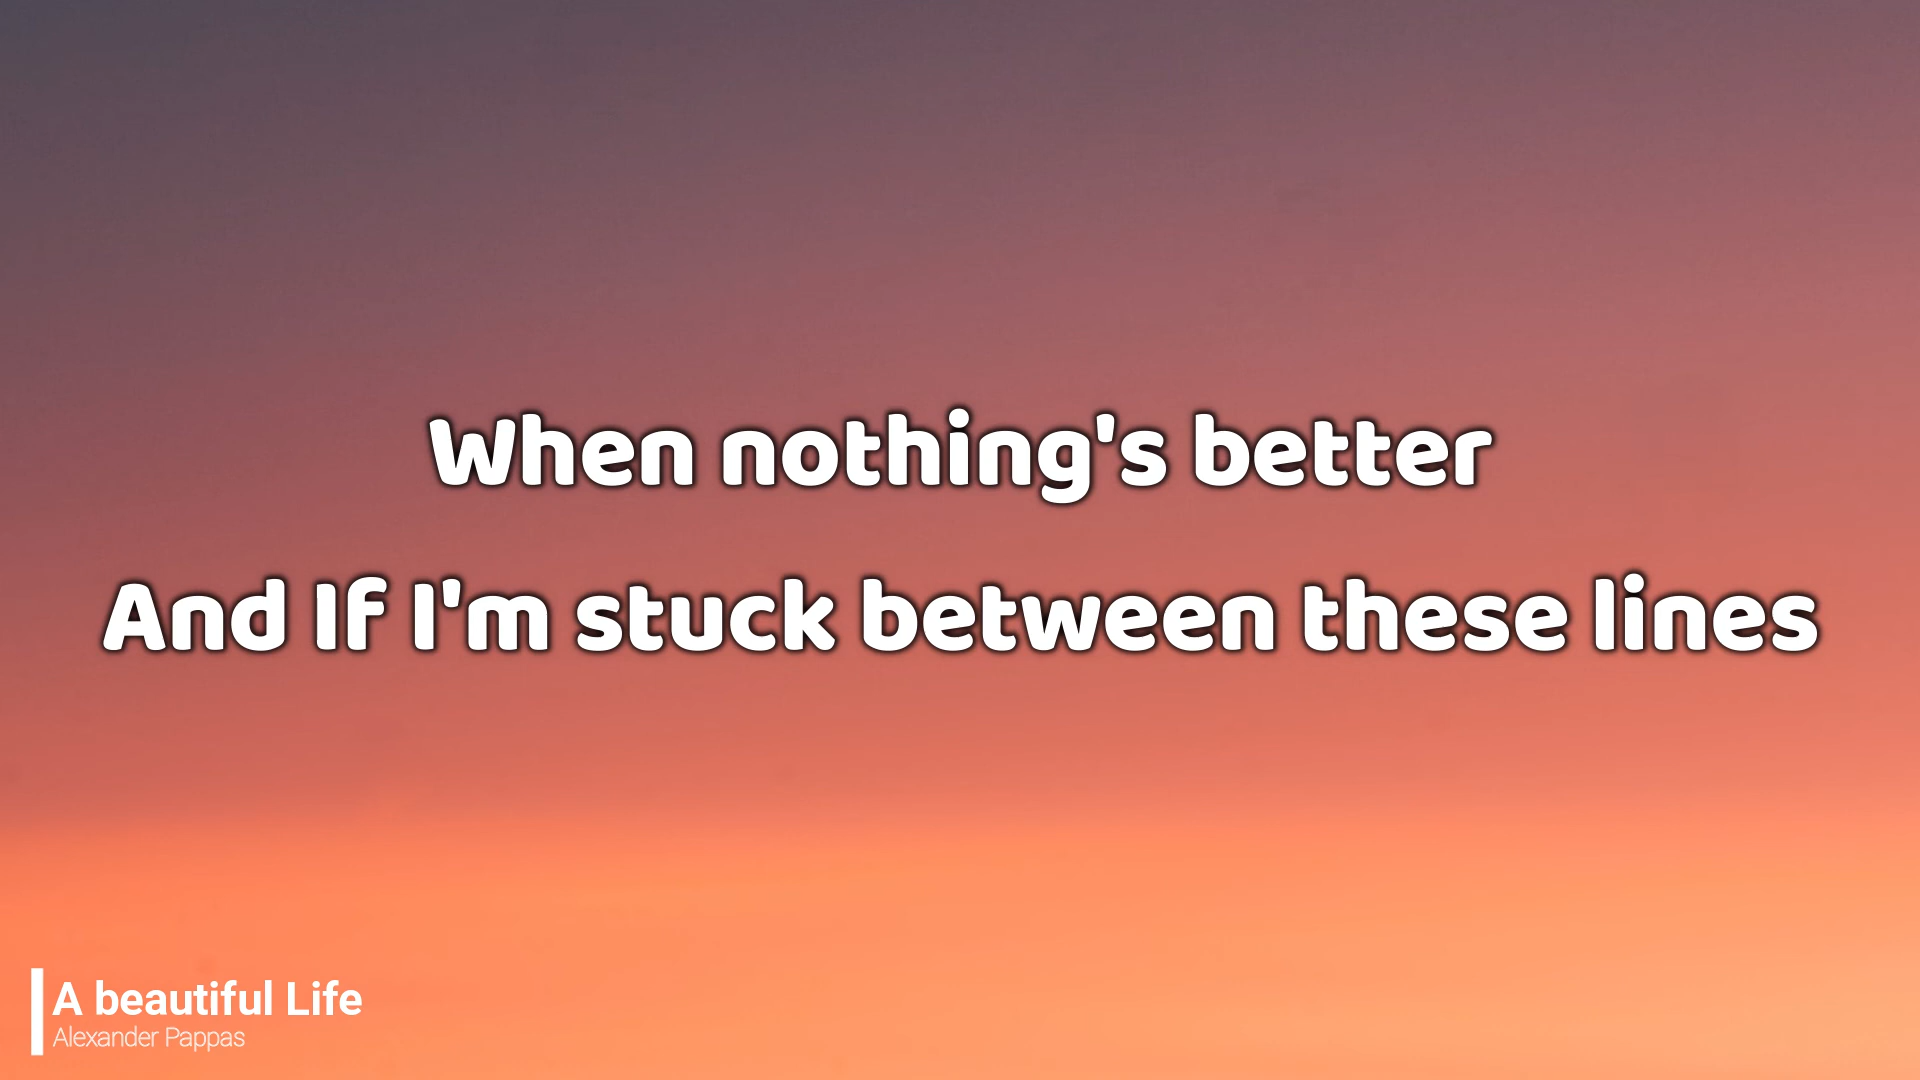 When nothing's better
And If I'm stuck between these lines
A beautiful Life
Alexander Pappas